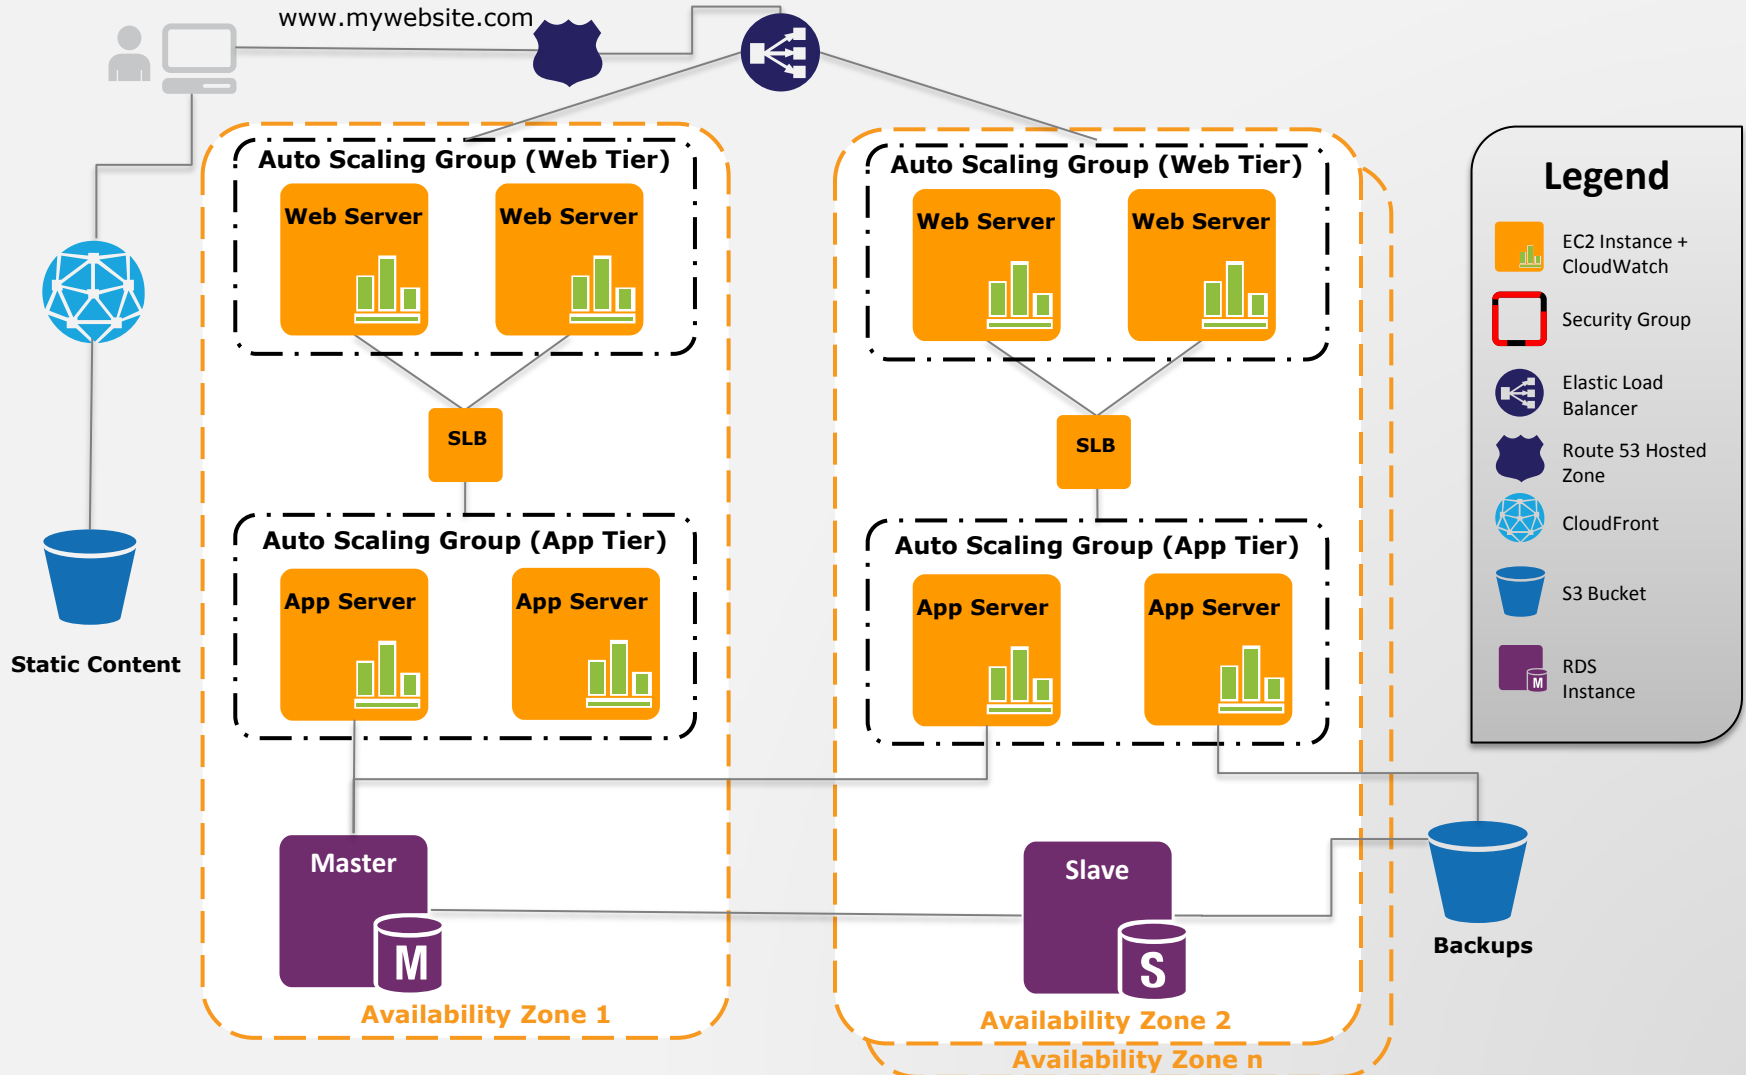 www.mywebsite.com
Auto Scaling Group (Web Tier)
Web Server
Web Server
SLB
Auto Scaling Group (App Tier)
App Server
App Server
Master
M
Availability Zone 1
Auto Scaling Group (Web Tier)
Web Server
Web Server
SLB
Auto Scaling Group (App Tier)
App Server
App Server
Slave
S
Availability Zone 2
Availability Zone n
Static Content
Backups
Legend
EC2 Instance +
CloudWatch
Security Group
Elastic Load
Balancer
Route 53 Hosted
Zone
CloudFront
S3 Bucket
M
RDS
Instance